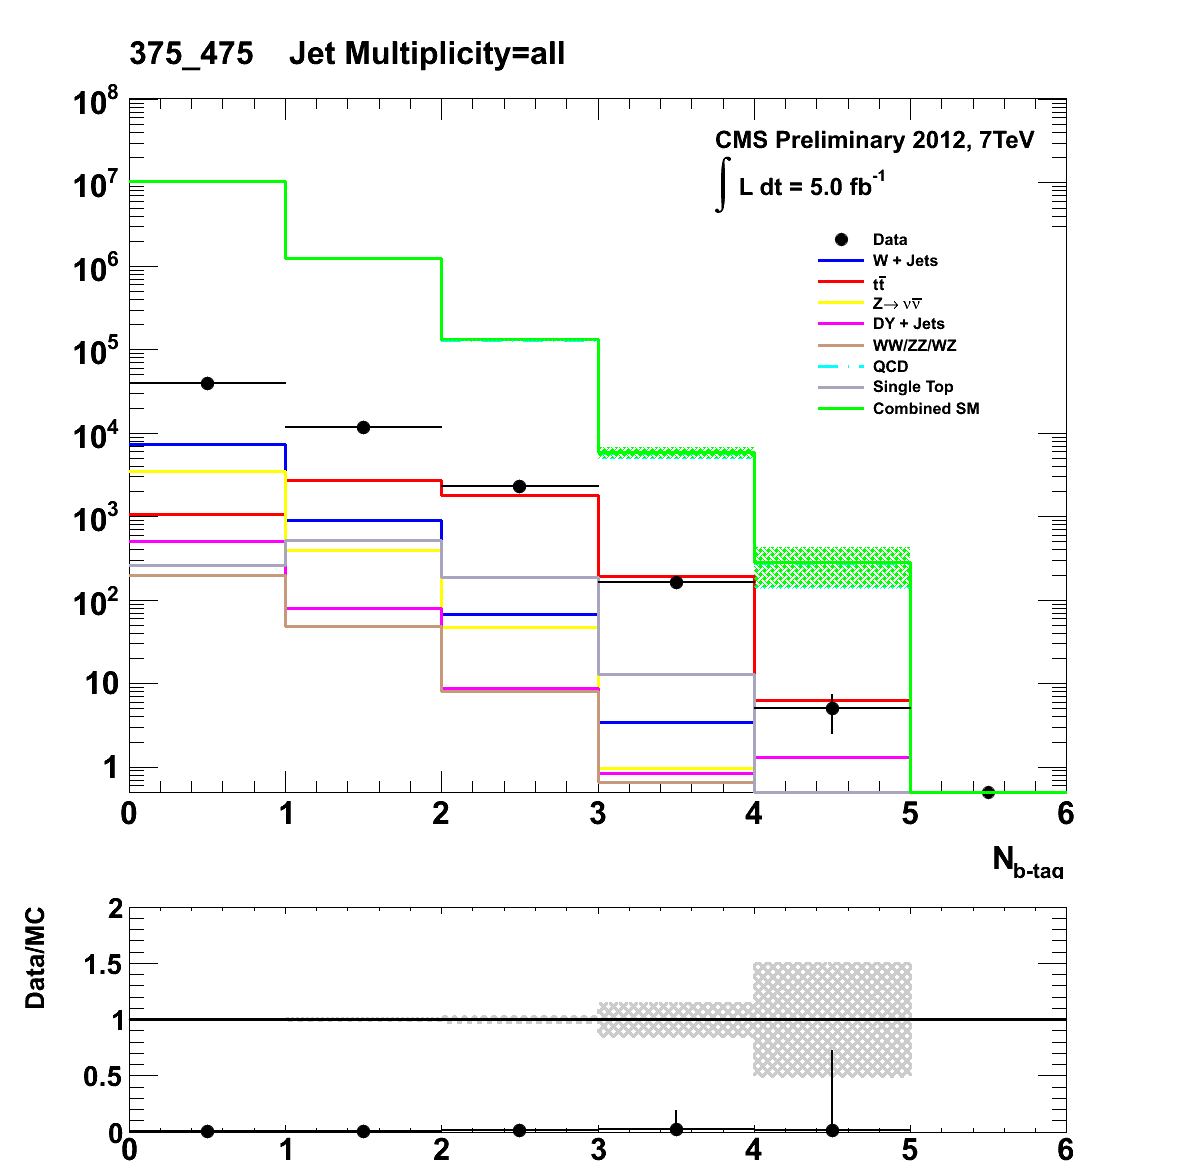 375_475 Jet Multiplicity=all
10^8
CMS Preliminary 2012, 7TeV
10^7
∫ L dt = 5.0 fb^-1
Data
W + Jets
10^6
tt̅
Z→ νν̅
DY + Jets
10^5
WW/ZZ/WZ
QCD
Single Top
Combined SM
10^4
10^3
10^2
10
1
0 1 2 3 4 5 6
N_b-tag
Data/MC
2
1.5
1
0.5
0
0 1 2 3 4 5 6